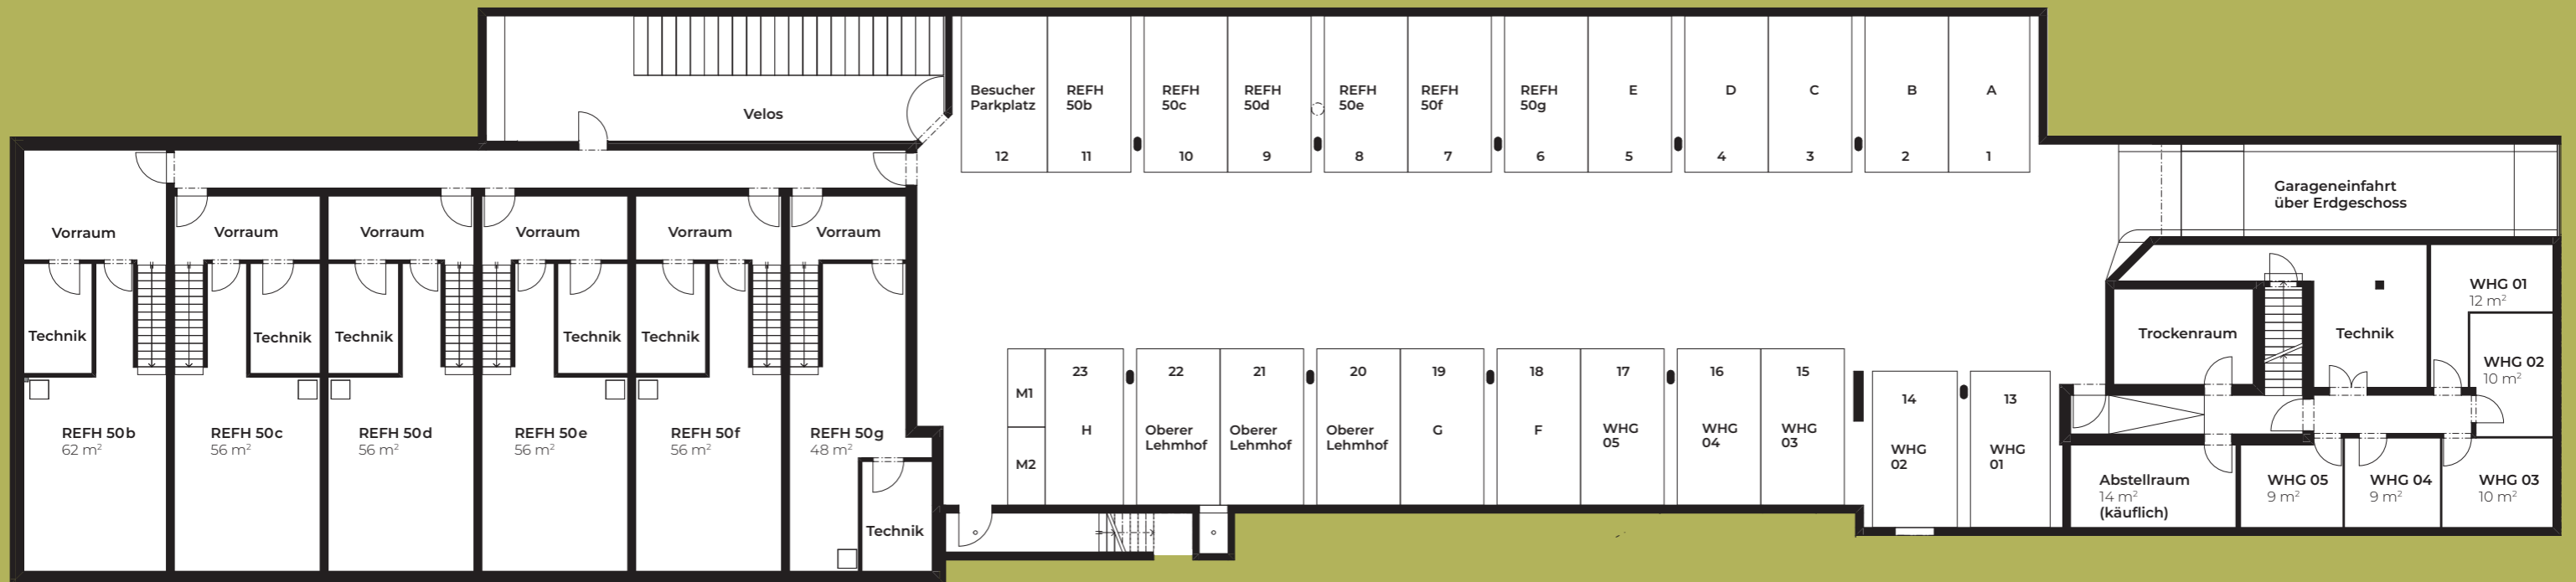 Velos
Besucher
Parkplatz
12
REFH
50b
11
REFH
50c
10
REFH
50d
9
REFH
50e
8
REFH
50f
7
REFH
50g
6
E
5
D
4
C
3
B
2
A
1
Garageneinfahrt
über Erdgeschoss
Vorraum
Vorraum
Vorraum
Vorraum
Vorraum
Vorraum
Technik
Technik
Technik
Technik
Technik
REFH 50b
62 m²
REFH 50c
56 m²
REFH 50d
56 m²
REFH 50e
56 m²
REFH 50f
56 m²
REFH 50g
48 m²
Technik
M1
M2
23
H
22
Oberer
Lehmhof
21
Oberer
Lehmhof
20
Oberer
Lehmhof
19
G
18
F
17
WHG
05
16
WHG
04
15
WHG
03
14
WHG
02
13
WHG
01
Trockenraum
Technik
WHG 01
12 m²
WHG 02
10 m²
Abstellraum
14 m²
(käuflich)
WHG 05
9 m²
WHG 04
9 m²
WHG 03
10 m²